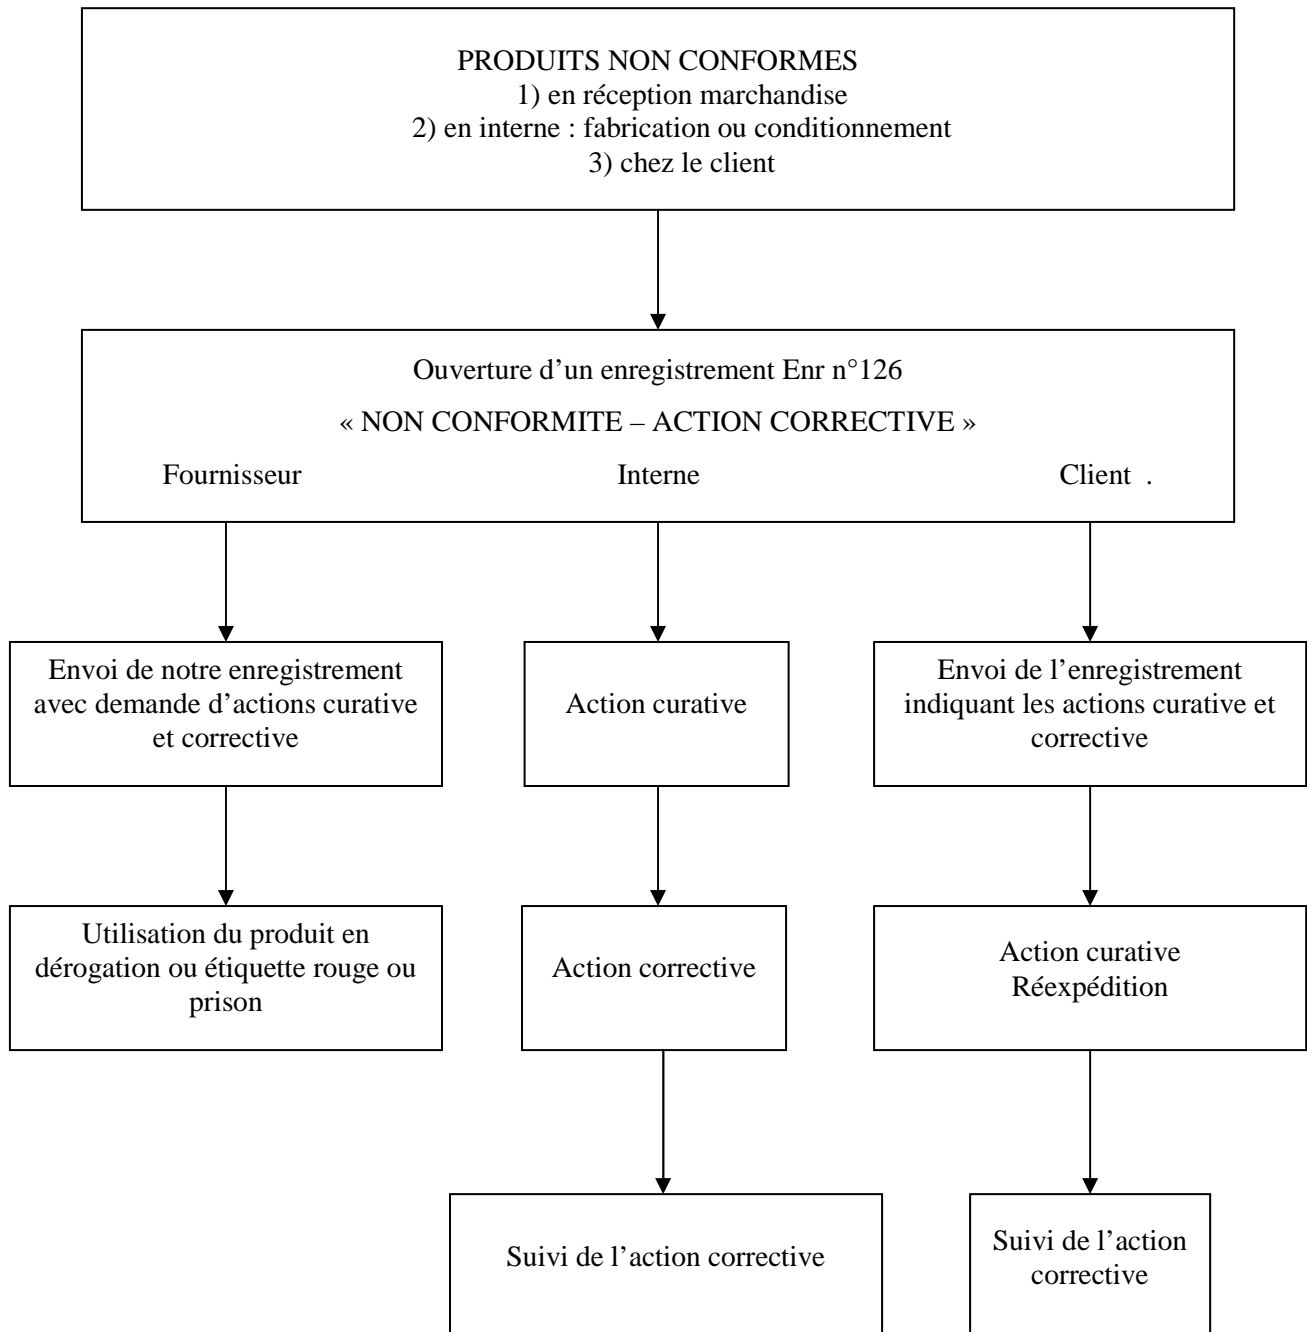 PRODUITS NON CONFORMES
1) en réception marchandise
2) en interne : fabrication ou conditionnement
3) chez le client
Ouverture d’un enregistrement Enr n°126
« NON CONFORMITE – ACTION CORRECTIVE »
Fournisseur Interne Client .
Envoi de notre enregistrement
avec demande d’actions curative
et corrective
Action curative
Envoi de l’enregistrement
indiquant les actions curative et
corrective
Utilisation du produit en
dérogation ou étiquette rouge ou
prison
Action corrective
Action curative
Réexpédition
Suivi de l’action corrective
Suivi de l’action
corrective